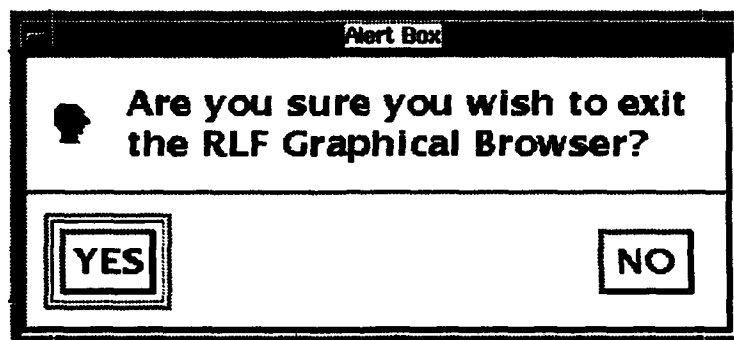 Alert Box
Are you sure you wish to exit
the RLF Graphical Browser?
YES
NO